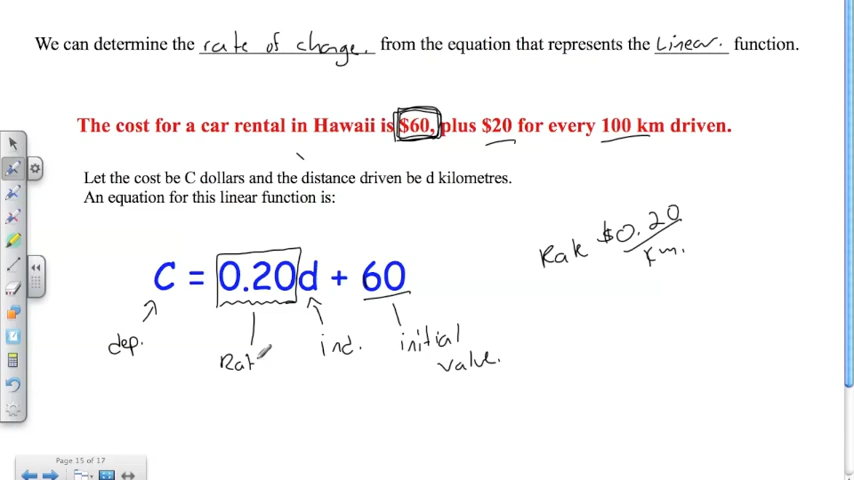 We can determine the rate of change. from the equation that represents the Linear. function.
The cost for a car rental in Hawaii is $60, plus $20 for every 100 km driven.
Let the cost be C dollars and the distance driven be d kilometres.
An equation for this linear function is:
Rate $0.20
km.
C = 0.20d + 60
dep.
Rat
ind.
initial
value.
Page 15 of 17